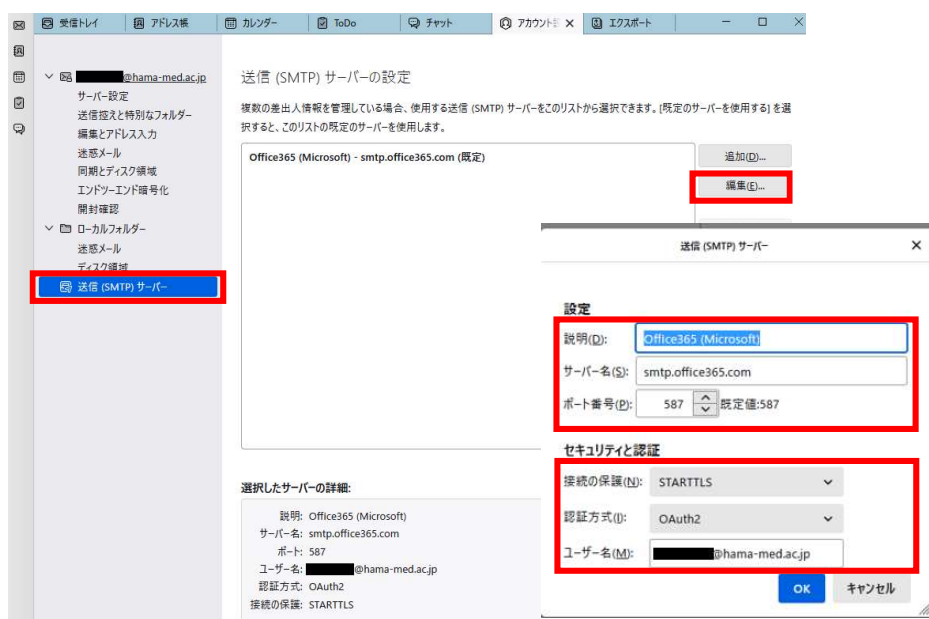 受信トレイ
アドレス帳
カレンダー
ToDo
チャット
アカウント設
エクスポート
@hama-med.ac.jp
サーバー設定
送信控えと特別なフォルダー
編集とアドレス入力
迷惑メール
同期とディスク領域
エンドツーエンド暗号化
開封確認
ローカルフォルダー
迷惑メール
ディスク領域
送信 (SMTP) サーバー
送信 (SMTP) サーバーの設定
複数の差出人情報を管理している場合、使用する送信 (SMTP) サーバーをこのリストから選択できます。[既定のサーバーを使用する] を選
択すると、このリストの既定のサーバーを使用します。
Office365 (Microsoft) - smtp.office365.com (既定)
追加(D)...
編集(E)...
選択したサーバーの詳細:
説明: Office365 (Microsoft)
サーバー名: smtp.office365.com
ポート: 587
ユーザー名: @hama-med.ac.jp
認証方式: OAuth2
接続の保護: STARTTLS
送信 (SMTP) サーバー
設定
説明(D): Office365 (Microsoft)
サーバー名(S): smtp.office365.com
ポート番号(P): 587 既定値:587
セキュリティと認証
接続の保護(N): STARTTLS
認証方式(I): OAuth2
ユーザー名(M): @hama-med.ac.jp
OK キャンセル